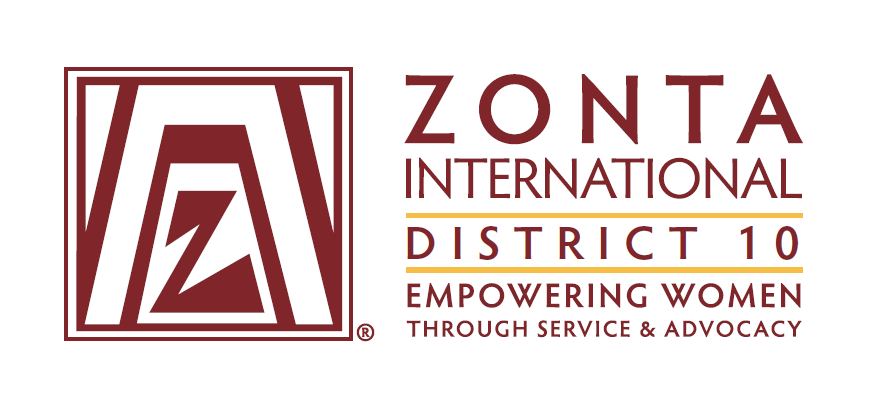 ZONTA
INTERNATIONAL
DISTRICT 10
EMPOWERING WOMEN
THROUGH SERVICE & ADVOCACY
®